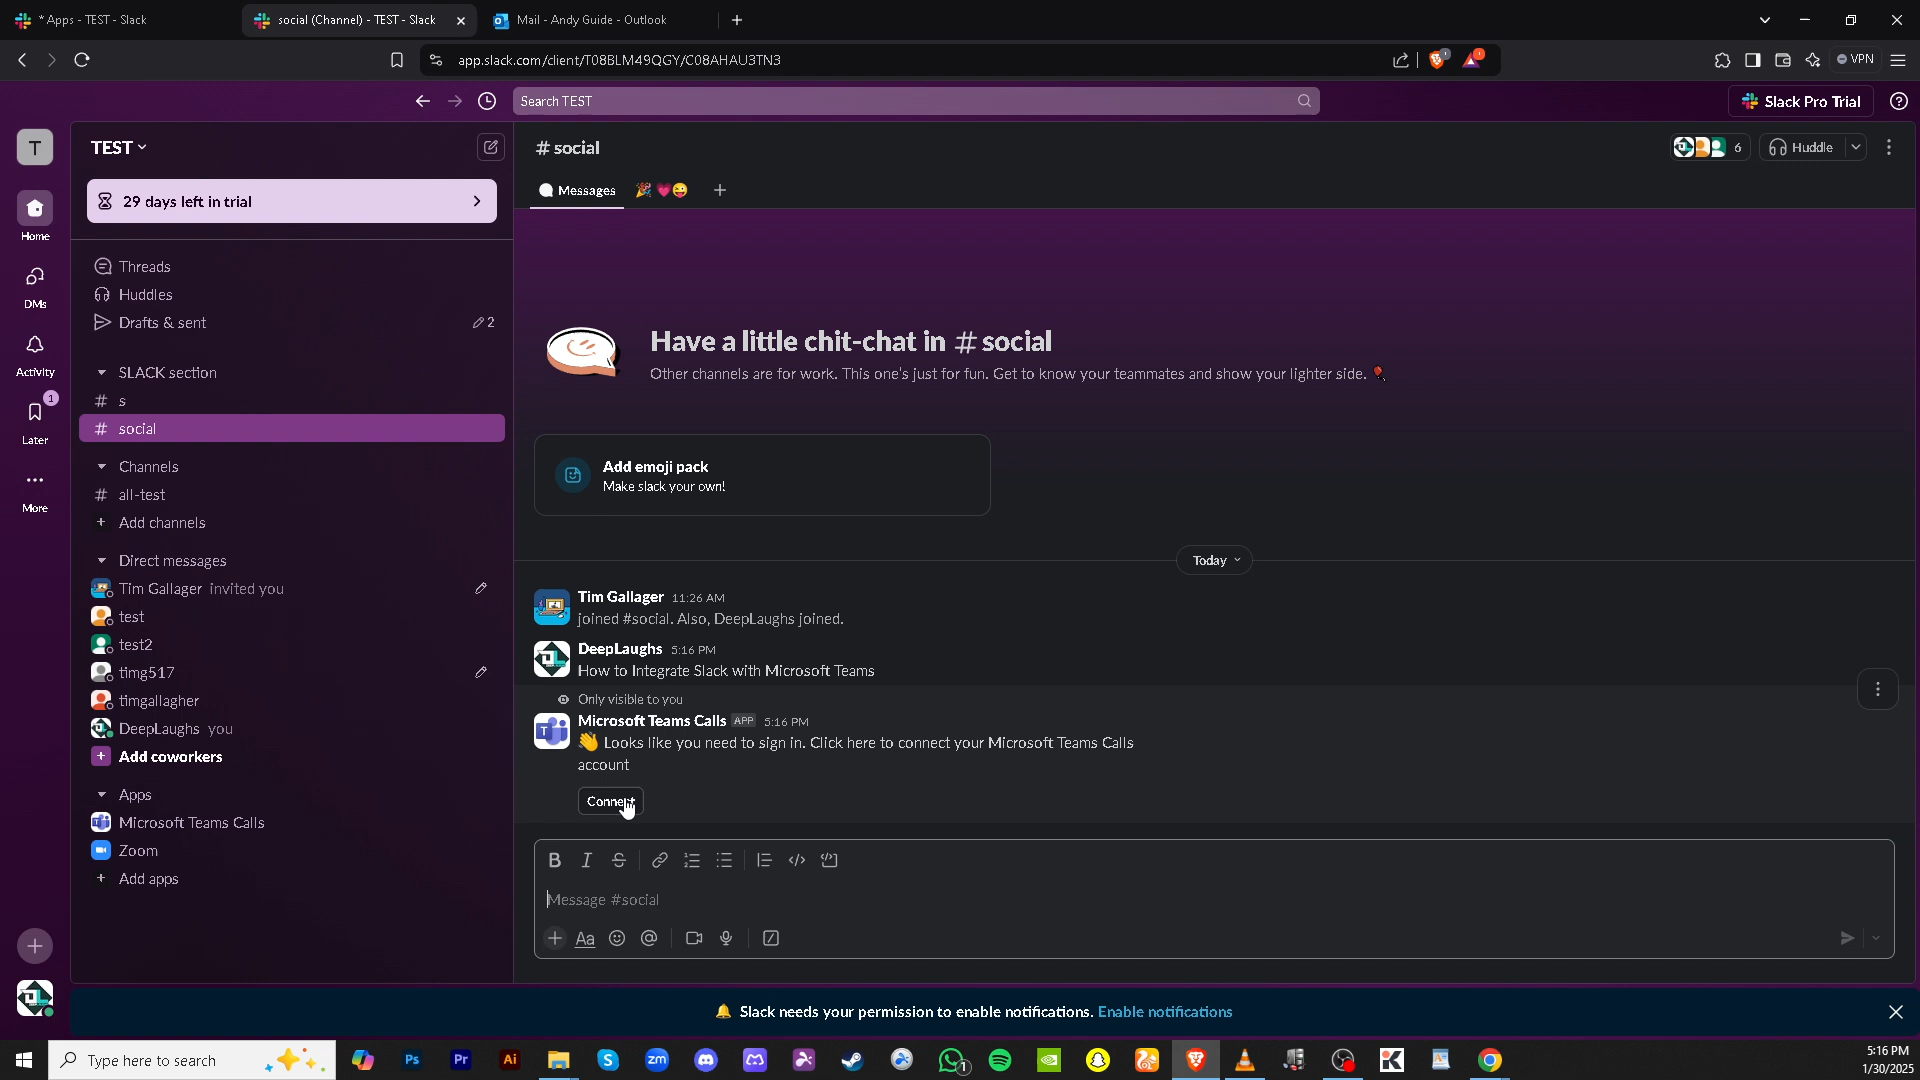 * Apps - TEST - Slack
social (Channel) - TEST - Slack
Mail - Andy Guide - Outlook
app.slack.com/client/T08BLM49QGY/C08AHAU3TN3
VPN
Search TEST
Slack Pro Trial
T
TEST
# social
6
Huddle
29 days left in trial
Messages
Home
Threads
Huddles
Drafts & sent
2
DMs
Activity
1
Later
More
SLACK section
# s
# social
Channels
# all-test
+ Add channels
Direct messages
Tim Gallager invited you
test
test2
timg517
timgallagher
DeepLaughs you
+ Add coworkers
Apps
Microsoft Teams Calls
Zoom
+ Add apps
Have a little chit-chat in # social
Other channels are for work. This one's just for fun. Get to know your teammates and show your lighter side. 🎈
Add emoji pack
Make slack your own!
Today
Tim Gallager 11:26 AM
joined #social. Also, DeepLaughs joined.
DeepLaughs 5:16 PM
How to Integrate Slack with Microsoft Teams
Only visible to you
Microsoft Teams Calls APP 5:16 PM
👋 Looks like you need to sign in. Click here to connect your Microsoft Teams Calls
account
Connect
Message #social
Aa
🔔 Slack needs your permission to enable notifications. Enable notifications
Type here to search
Ps
Pr
Ai
zm
1
5:16 PM
1/30/2025